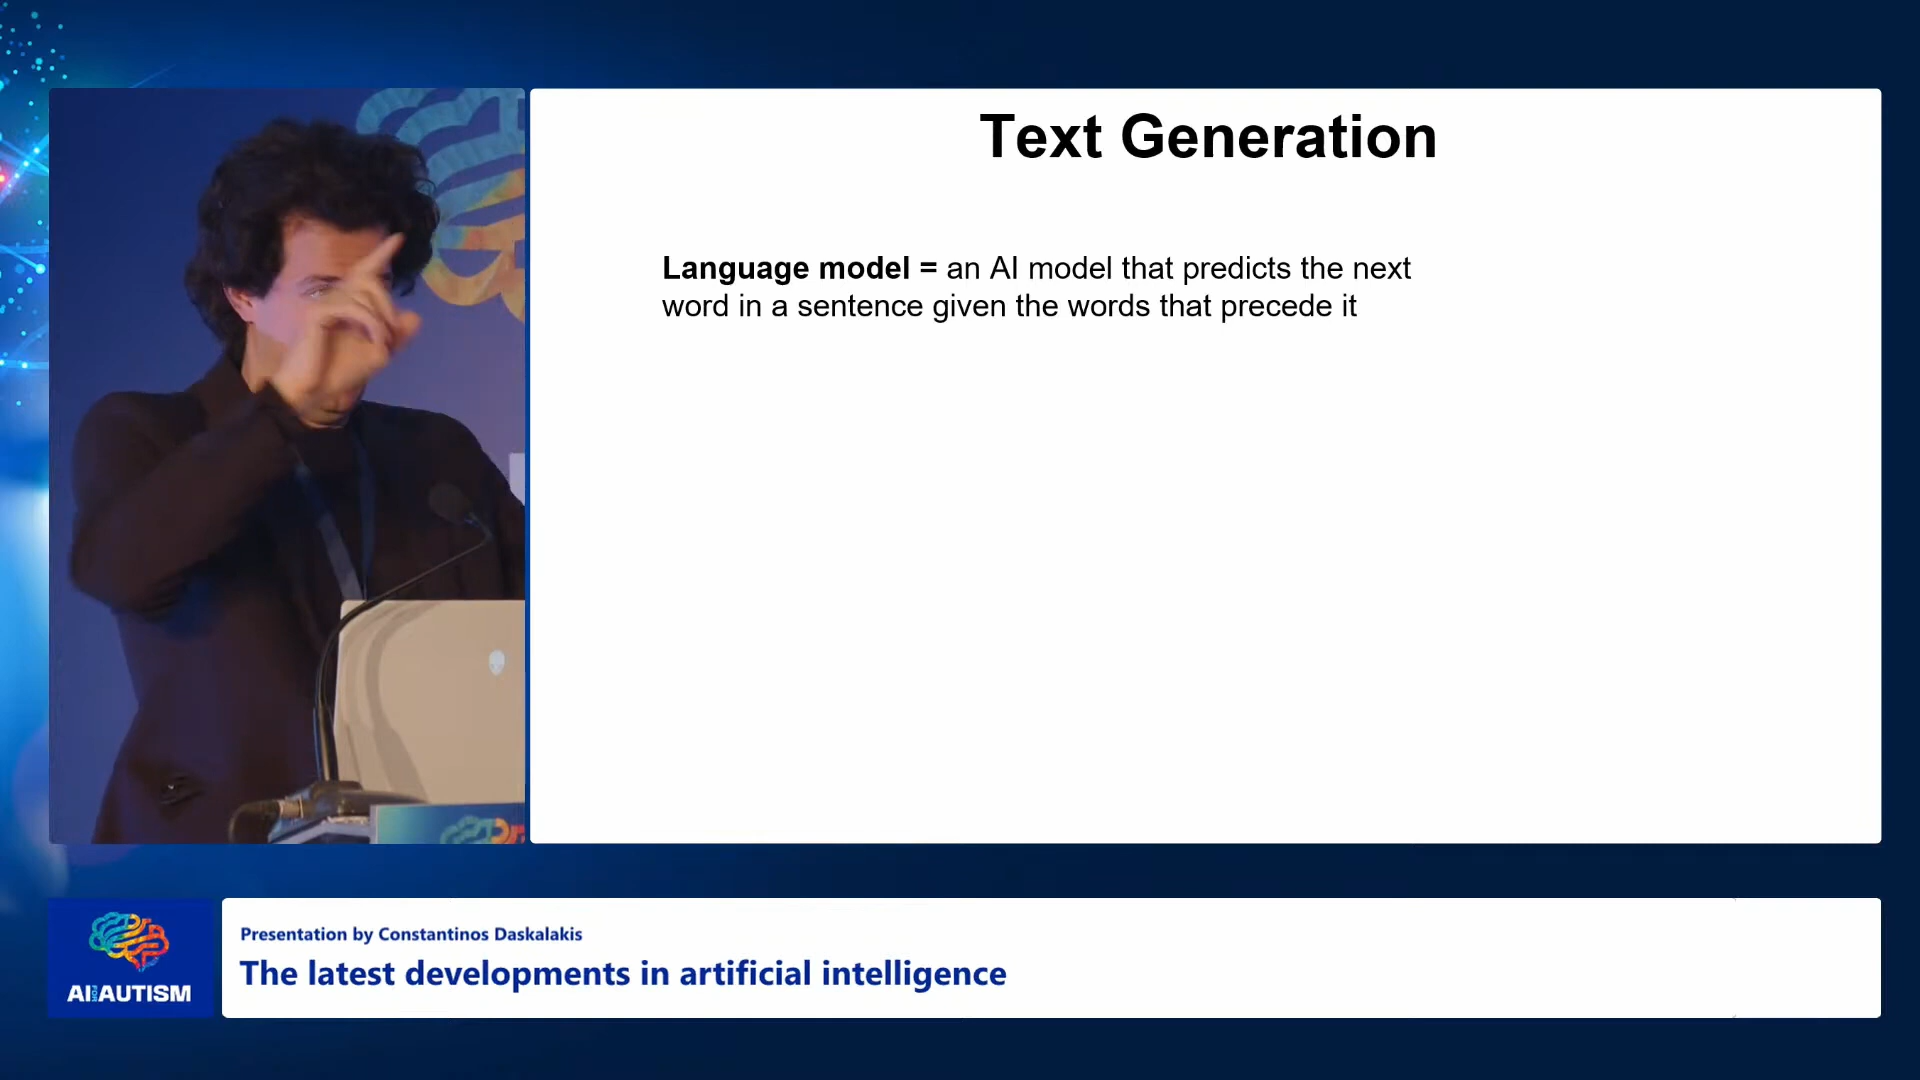 Text Generation
Language model = an AI model that predicts the next
word in a sentence given the words that precede it
Presentation by Constantinos Daskalakis
The latest developments in artificial intelligence
AI FOR AUTISM